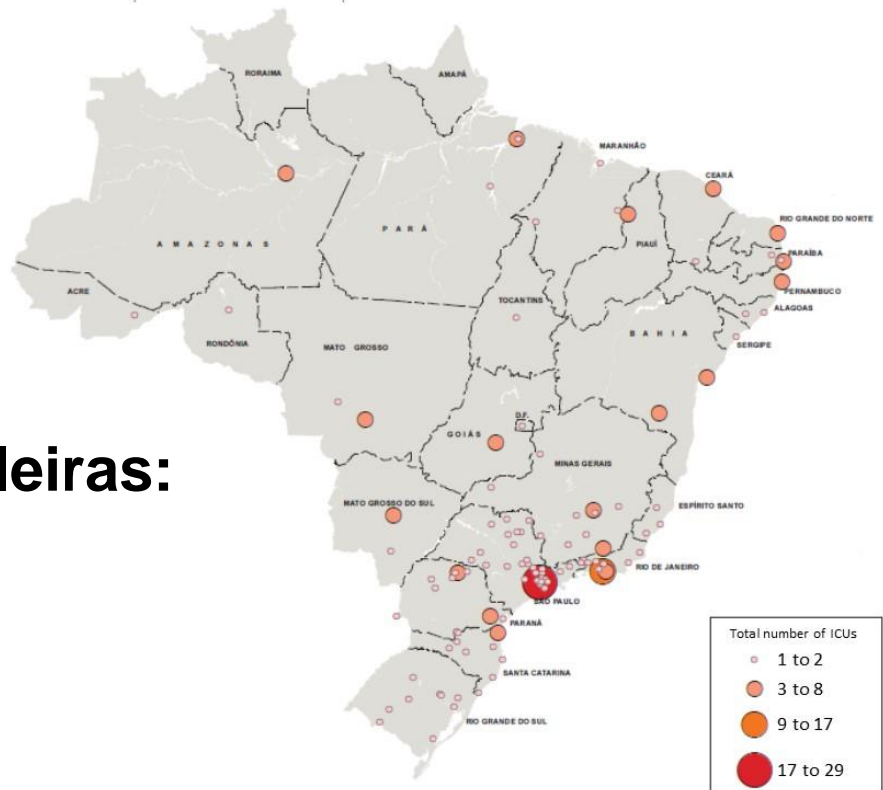 RORAIMA
AMAPÁ
MARANHÃO
CEARÁ
RIO GRANDE DO NORTE
AMAZONAS
PARÁ
PIAUÍ
PARAÍBA
PERNAMBUCO
ACRE
TOCANTINS
ALAGOAS
RONDÔNIA
MATO GROSSO
BAHIA
SERGIPE
D.F.
GOIÁS
leiras:
MINAS GERAIS
MATO GROSSO DO SUL
ESPÍRITO SANTO
RIO DE JANEIRO
SÃO PAULO
PARANÁ
SANTA CATARINA
RIO GRANDE DO SUL
Total number of ICUs
1 to 2
3 to 8
9 to 17
17 to 29